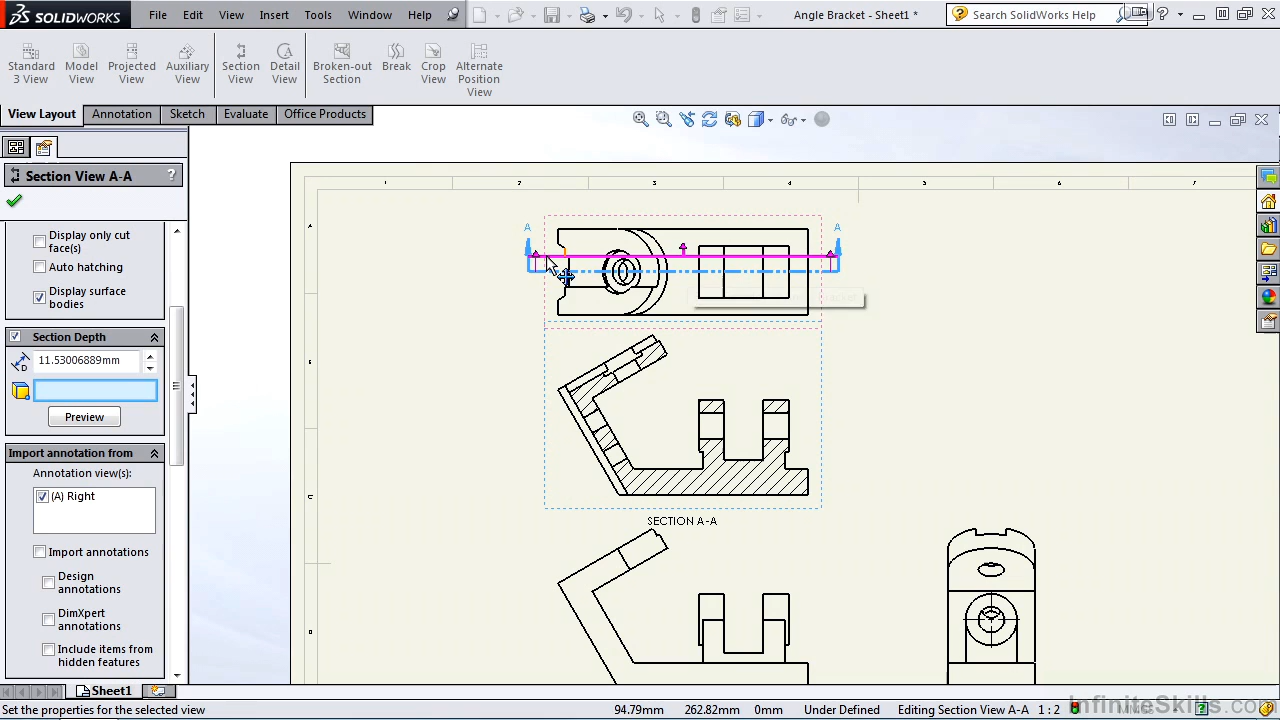 SOLIDWORKS
File Edit View Insert Tools Window Help
Angle Bracket - Sheet1 *
Search SolidWorks Help
Standard 3 View
Model View
Projected View
Auxiliary View
Section View
Detail View
Broken-out Section
Break
Crop View
Alternate Position View
View Layout Annotation Sketch Evaluate Office Products
Section View A-A
?
Display only cut
face(s)
Auto hatching
Display surface
bodies
Section Depth
11.53006889mm
Preview
Import annotation from
Annotation view(s):
(A) Right
Import annotations
Design
annotations
DimXpert
annotations
Include items from
hidden features
1 2 3 4 5 6 7
A
B
C
D
A A
SECTION A-A
Sheet1
Set the properties for the selected view
94.79mm 262.82mm 0mm Under Defined Editing Section View A-A 1 : 2
InfiniteSkills.com